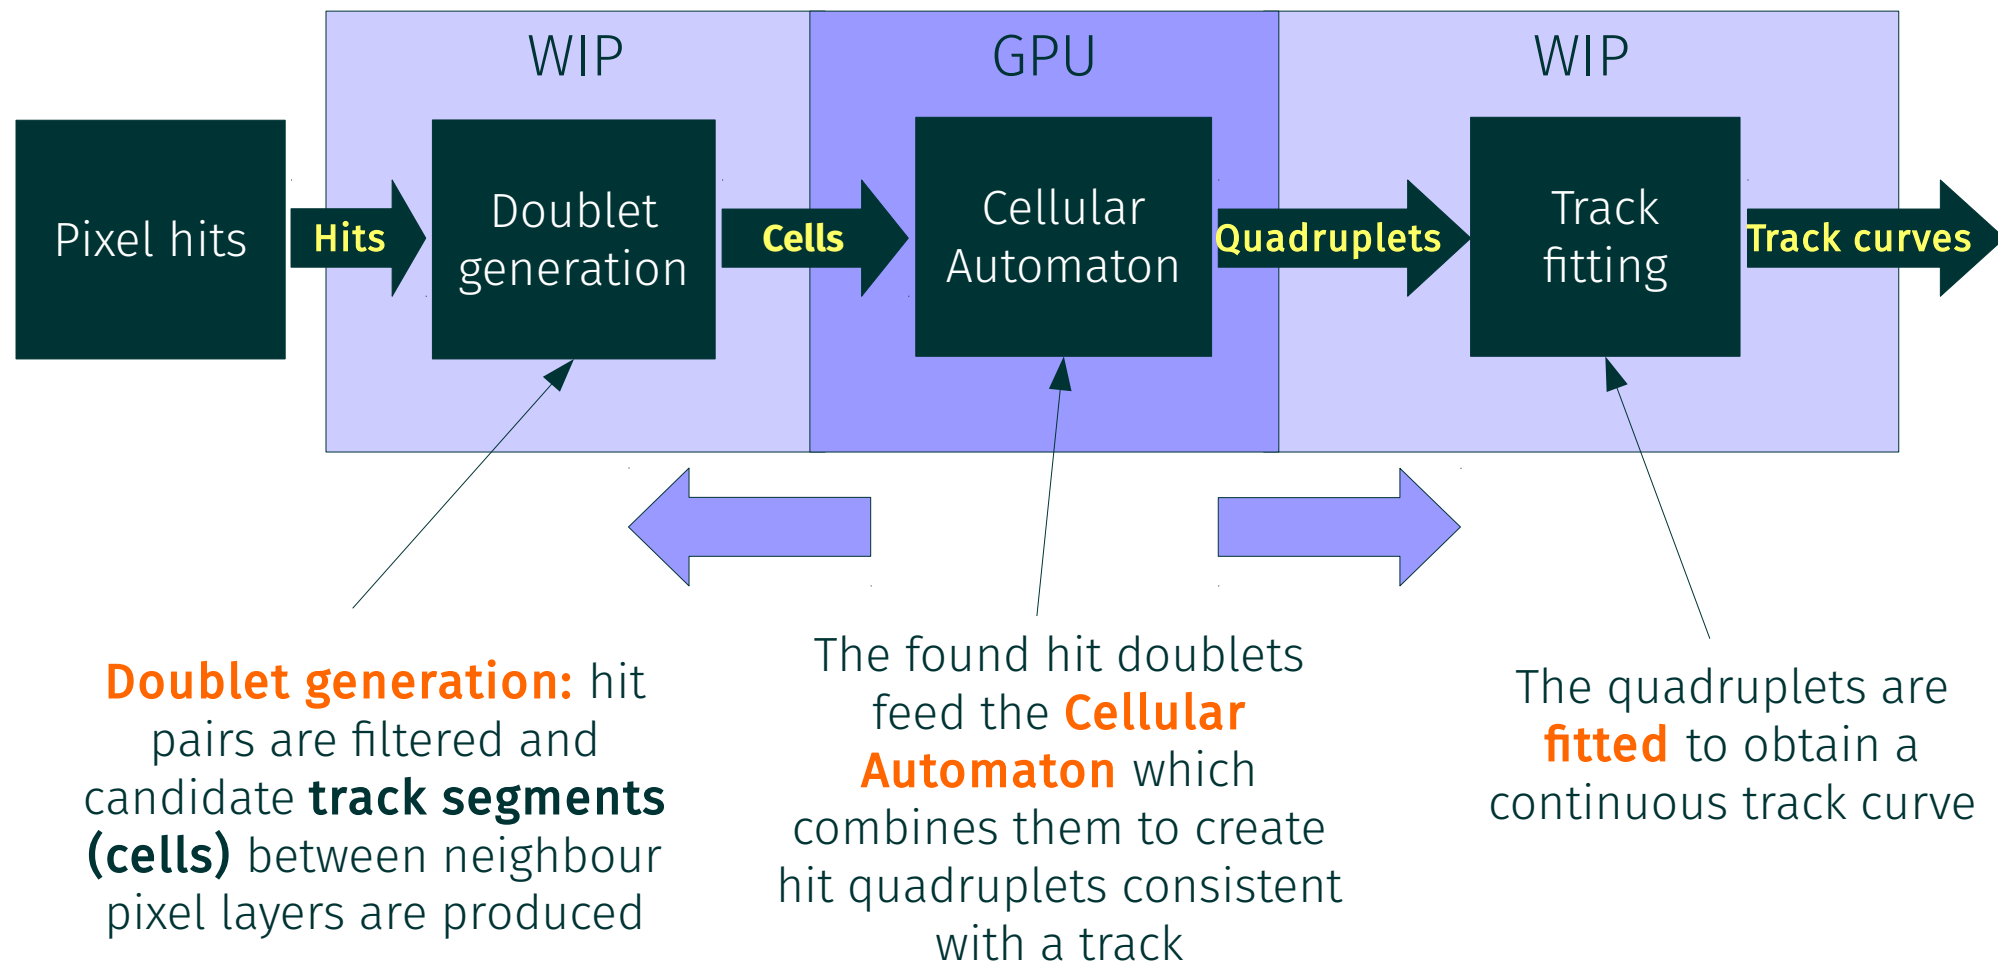 WIP
GPU
WIP
Pixel hits
Hits
Doublet
generation
Cells
Cellular
Automaton
Quadruplets
Track
fitting
Track curves
Doublet generation: hit
pairs are filtered and
candidate track segments
(cells) between neighbour
pixel layers are produced
The found hit doublets
feed the Cellular
Automaton which
combines them to create
hit quadruplets consistent
with a track
The quadruplets are
fitted to obtain a
continuous track curve